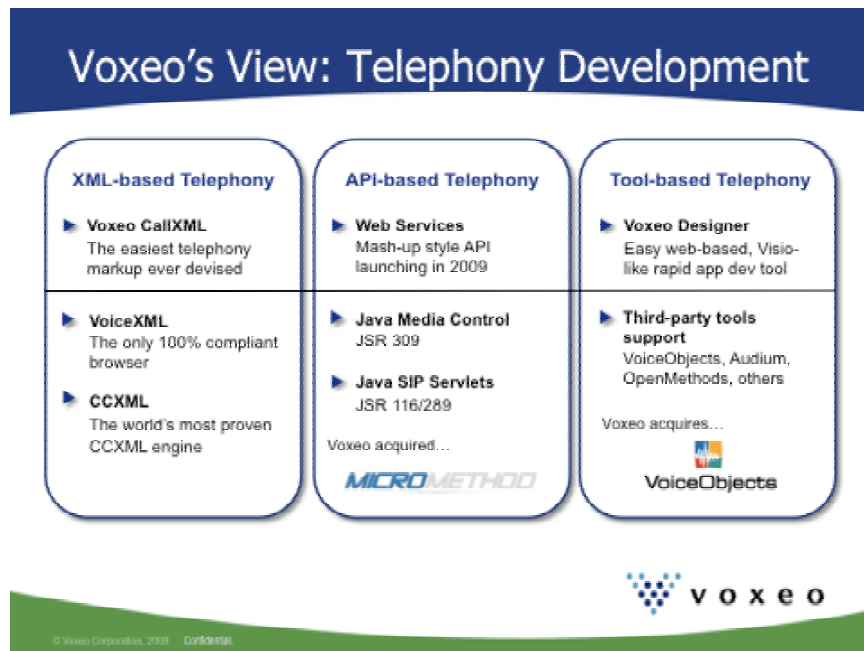 Voxeo's View: Telephony Development
XML-based Telephony
Voxeo CallXML
The easiest telephony
markup ever devised
VoiceXML
The only 100% compliant
browser
CCXML
The world's most proven
CCXML engine
API-based Telephony
Web Services
Mash-up style API
launching in 2009
Java Media Control
JSR 309
Java SIP Servlets
JSR 116/289
Voxeo acquired...
MICROMETHOD
Tool-based Telephony
Voxeo Designer
Easy web-based, Visio-
like rapid app dev tool
Third-party tools
support
VoiceObjects, Audium,
OpenMethods, others
Voxeo acquires...
VoiceObjects
voxeo
© Voxeo Corporation, Confidential.